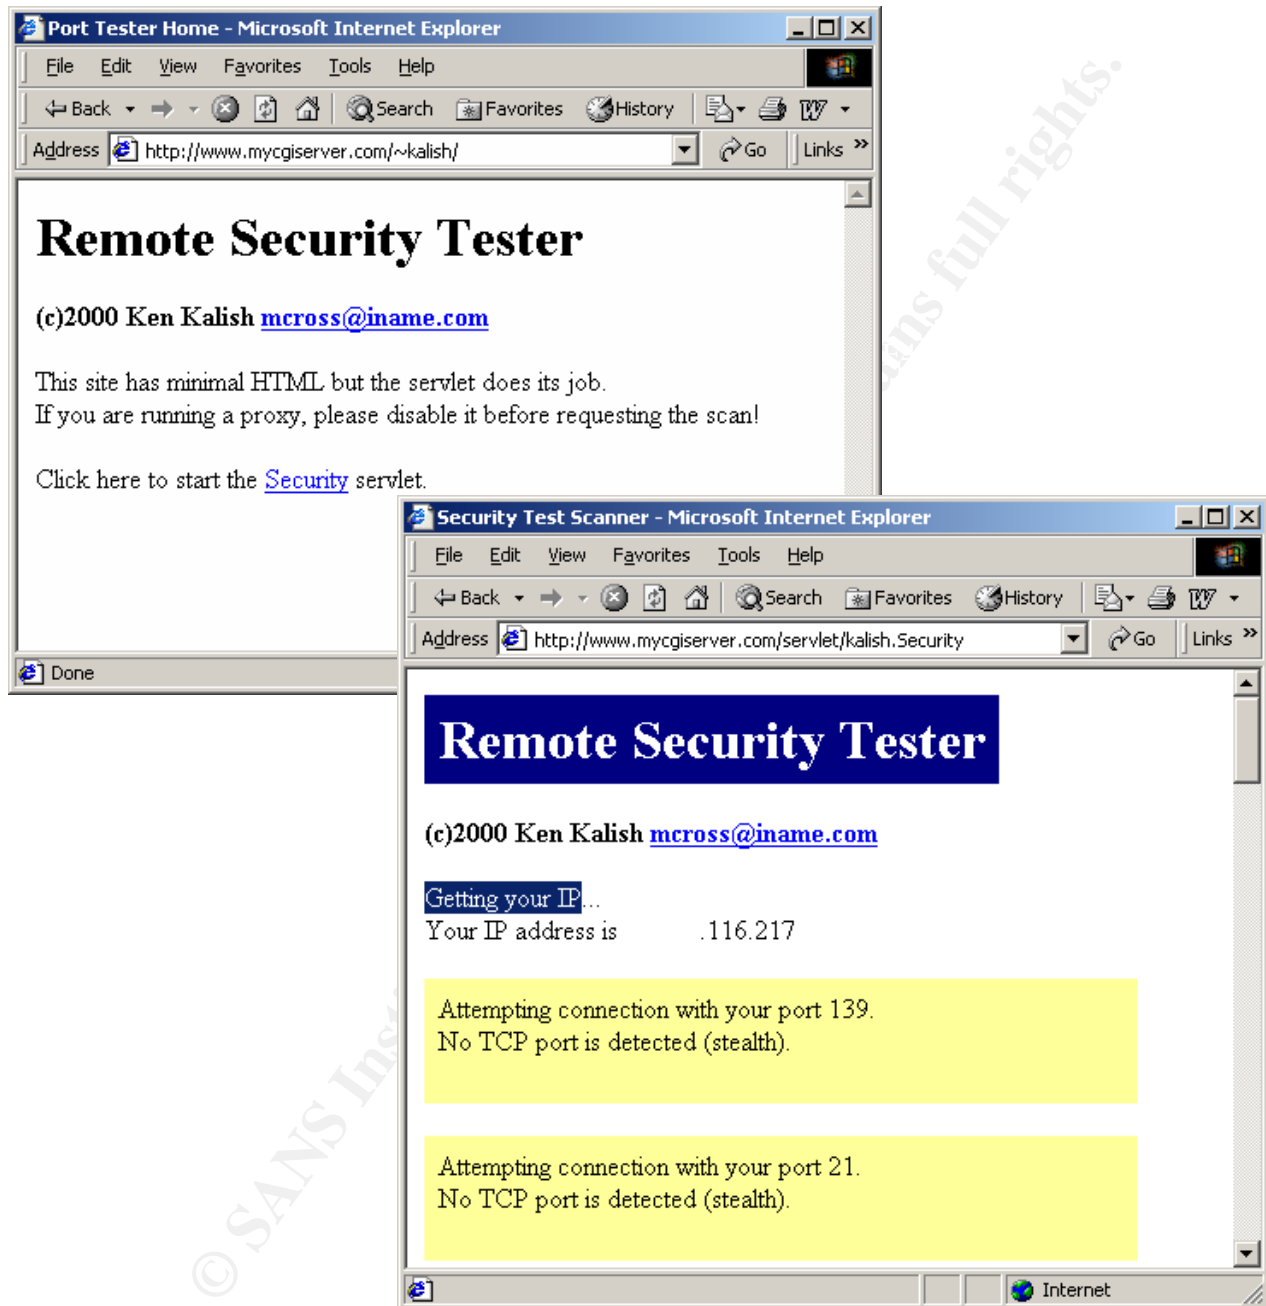 Port Tester Home - Microsoft Internet Explorer
File Edit View Favorites Tools Help
Back Search Favorites History
Address http://www.mycgiserver.com/~kalish/ Go Links »
Remote Security Tester
(c)2000 Ken Kalish mcross@iname.com
This site has minimal HTML but the servlet does its job.
If you are running a proxy, please disable it before requesting the scan!
Click here to start the Security servlet.
Done
Security Test Scanner - Microsoft Internet Explorer
File Edit View Favorites Tools Help
Back Search Favorites History
Address http://www.mycgiserver.com/servlet/kalish.Security Go Links »
Remote Security Tester
(c)2000 Ken Kalish mcross@iname.com
Getting your IP...
Your IP address is .116.217
Attempting connection with your port 139.
No TCP port is detected (stealth).
Attempting connection with your port 21.
No TCP port is detected (stealth).
Internet
© SANS Insti
ns full rights.